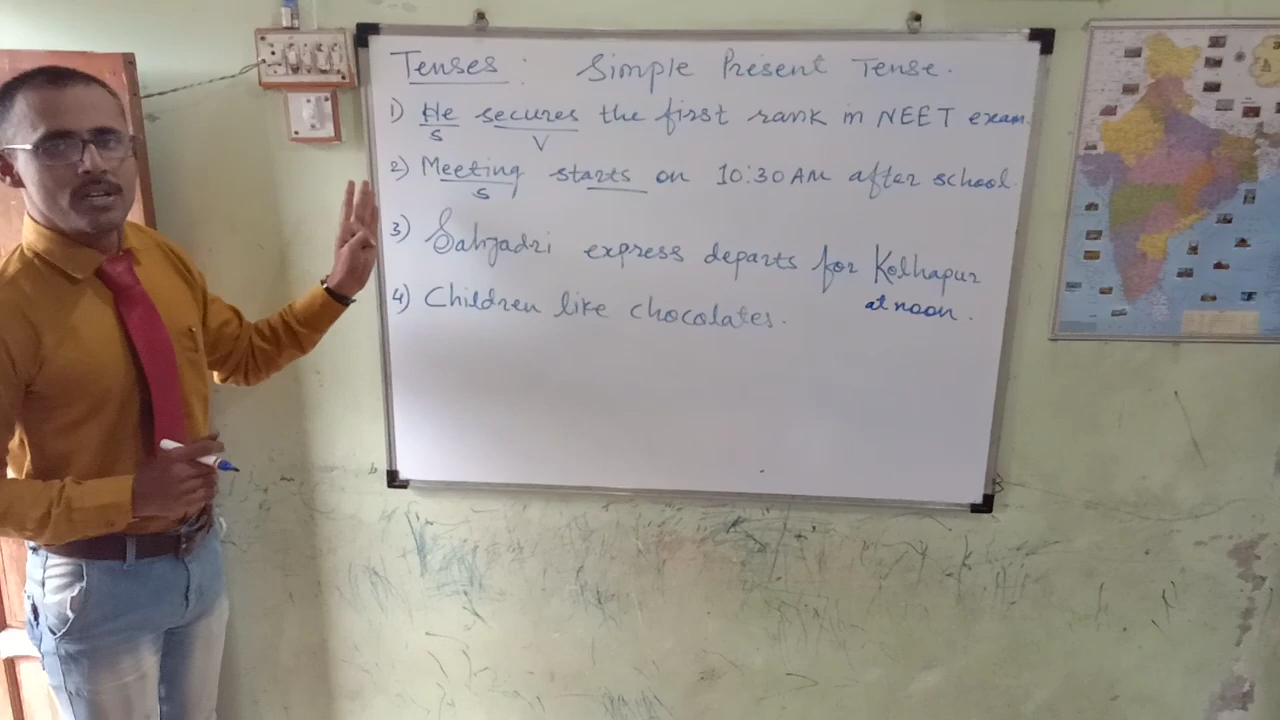 Tenses : Simple Present Tense.
1) He secures the first rank in NEET exam.
S V
2) Meeting starts on 10:30 AM after school.
S
3) Sahyadri express departs for Kolhapur
at noon.
4) Children like chocolates.